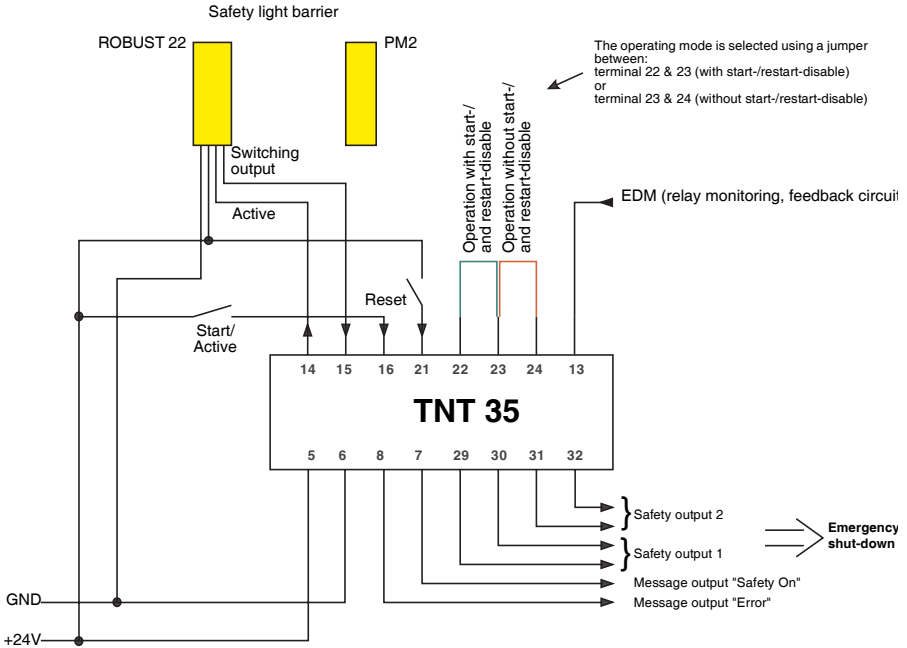 Safety light barrier
ROBUST 22
PM2
The operating mode is selected using a jumper
between:
terminal 22 & 23 (with start-/restart-disable)
or
terminal 23 & 24 (without start-/restart-disable)
Switching
output
Active
Operation with start-/
and restart-disable
Operation without start-/
and restart-disable
EDM (relay monitoring, feedback circuit
Reset
Start/
Active
14 15 16 21 22 23 24 13
TNT 35
5 6 8 7 29 30 31 32
Safety output 2
Safety output 1
Emergency
shut-down
Message output "Safety On"
Message output "Error"
GND
+24V